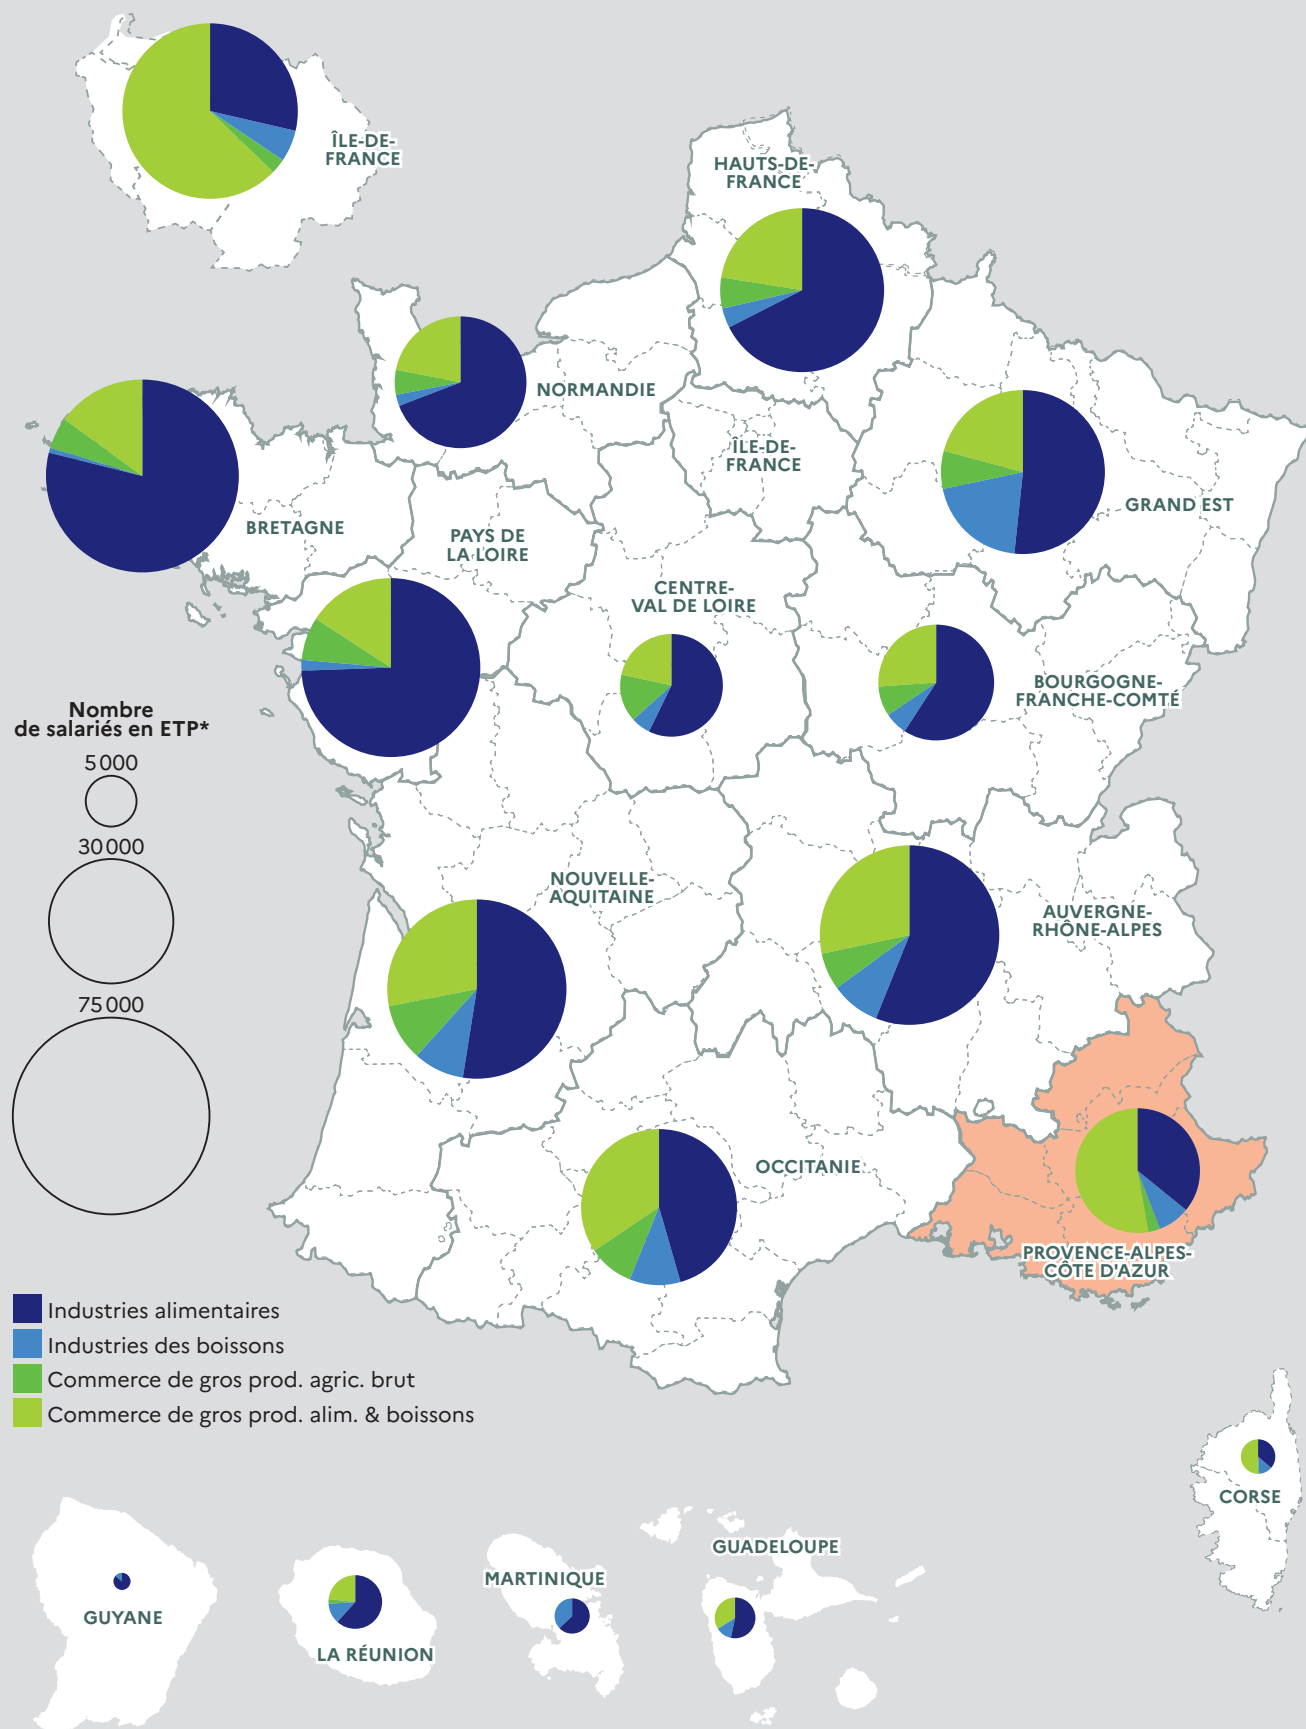 ÎLE-DE-
FRANCE
HAUTS-DE-
FRANCE
NORMANDIE
ÎLE-DE-
FRANCE
GRAND EST
BRETAGNE
PAYS DE
LA LOIRE
CENTRE-
VAL DE LOIRE
BOURGOGNE-
FRANCHE-COMTÉ
Nombre
de salariés en ETP*
5 000
30 000
75 000
NOUVELLE-
AQUITAINE
AUVERGNE-
RHÔNE-ALPES
OCCITANIE
PROVENCE-ALPES-
CÔTE D'AZUR
Industries alimentaires
Industries des boissons
Commerce de gros prod. agric. brut
Commerce de gros prod. alim. & boissons
CORSE
GUYANE
LA RÉUNION
MARTINIQUE
GUADELOUPE